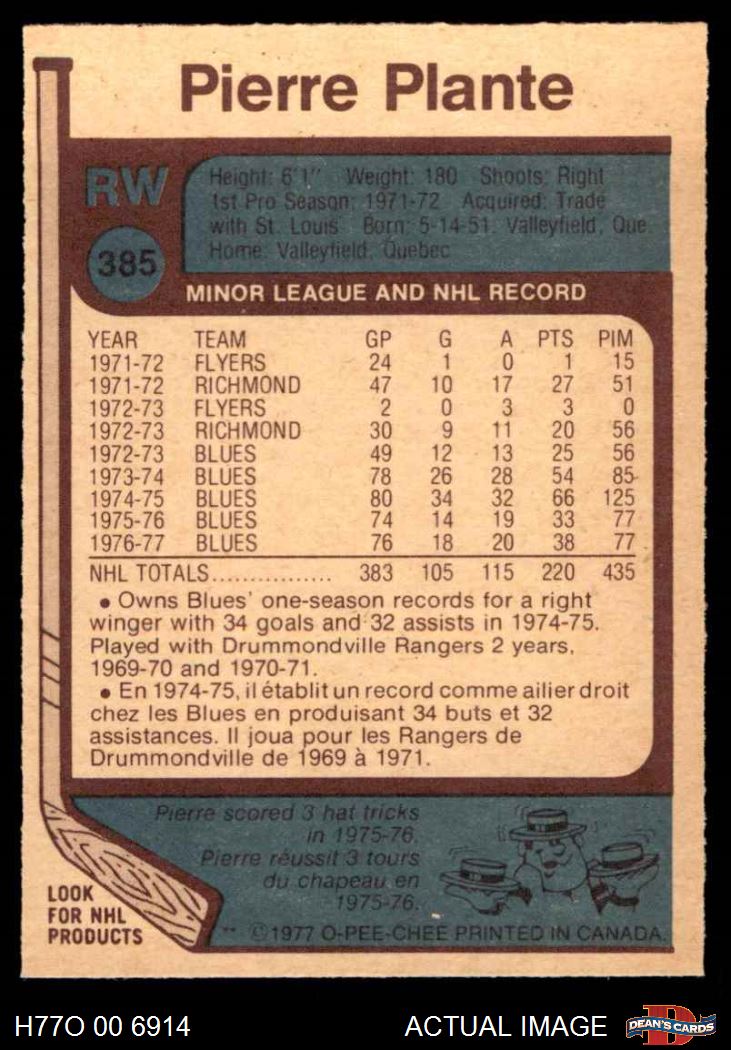 Pierre Plante
RW
Height: 6'1" Weight: 180 Shoots: Right
1st Pro Season: 1971-72 Acquired: Trade
with St. Louis Born: 5-14-51, Valleyfield, Que.
Home: Valleyfield, Quebec
385
MINOR LEAGUE AND NHL RECORD
YEAR TEAM GP G A PTS PIM
1971-72 FLYERS 24 1 0 1 15
1971-72 RICHMOND 47 10 17 27 51
1972-73 FLYERS 2 0 3 3 0
1972-73 RICHMOND 30 9 11 20 56
1972-73 BLUES 49 12 13 25 56
1973-74 BLUES 78 26 28 54 85
1974-75 BLUES 80 34 32 66 125
1975-76 BLUES 74 14 19 33 77
1976-77 BLUES 76 18 20 38 77
NHL TOTALS................ 383 105 115 220 435
• Owns Blues' one-season records for a right
winger with 34 goals and 32 assists in 1974-75.
Played with Drummondville Rangers 2 years,
1969-70 and 1970-71.
• En 1974-75, il établit un record comme ailier droit
chez les Blues en produisant 34 buts et 32
assistances. Il joua pour les Rangers de
Drummondville de 1969 à 1971.
Pierre scored 3 hat tricks
in 1975-76.
Pierre réussit 3 tours
du chapeau en
1975-76.
LOOK
FOR NHL
PRODUCTS
** ©1977 O-PEE-CHEE PRINTED IN CANADA.
H77O 00 6914 ACTUAL IMAGE D DEAN'S CARDS